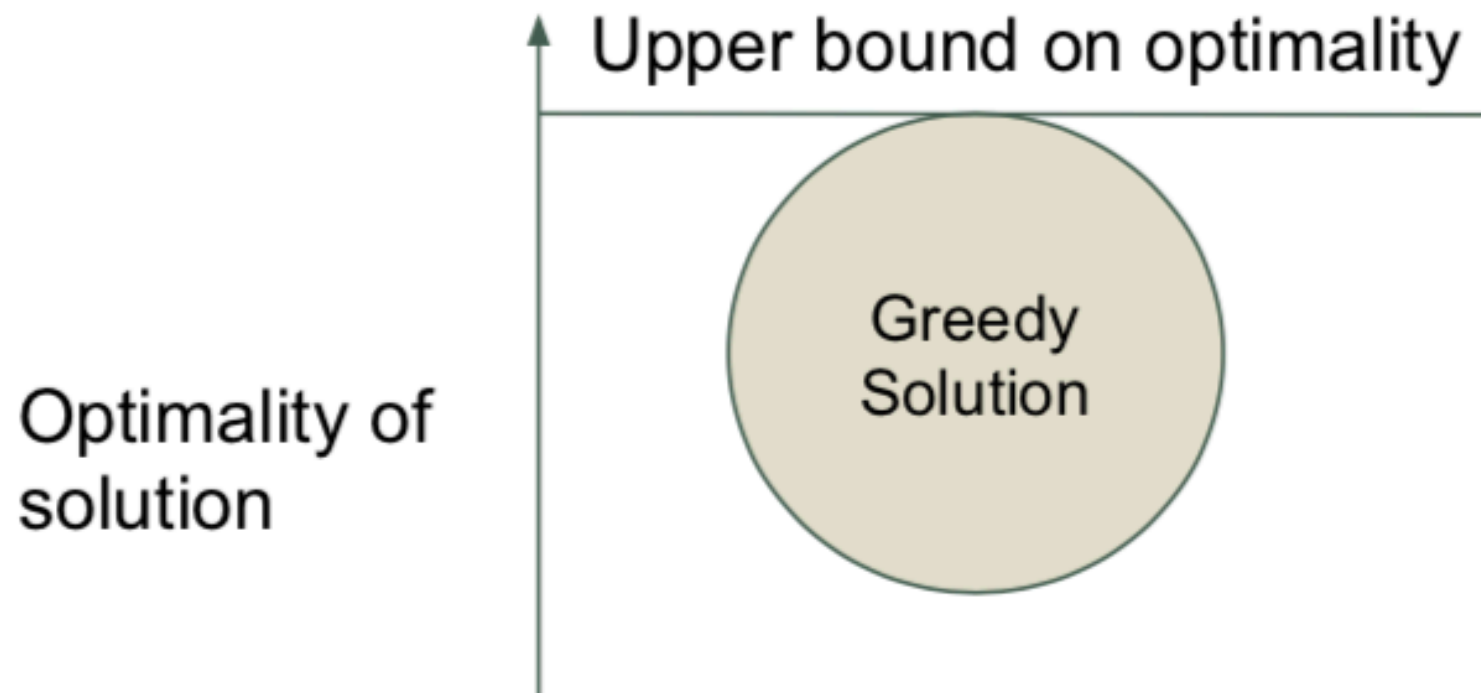 Upper bound on optimality
Greedy
Solution
Optimality of
solution